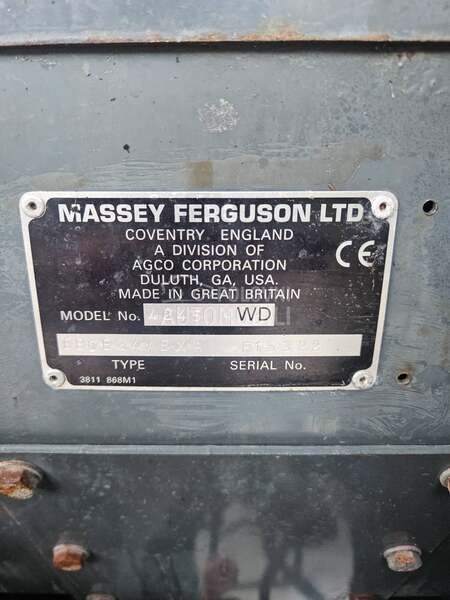 MASSEY FERGUSON LTD
COVENTRY, ENGLAND
A DIVISION OF
AGCO CORPORATION
DULUTH, GA, USA.
MADE IN GREAT BRITAIN
CE
MODEL No. WD
TYPE SERIAL No.
3811 868M1